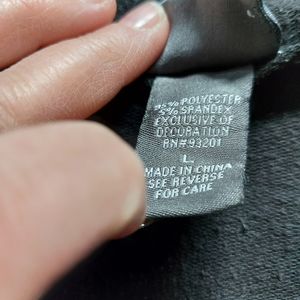 95% POLYESTER
5% SPANDEX
EXCLUSIVE OF
DECORATION
RN#93201
L
MADE IN CHINA
SEE REVERSE
FOR CARE